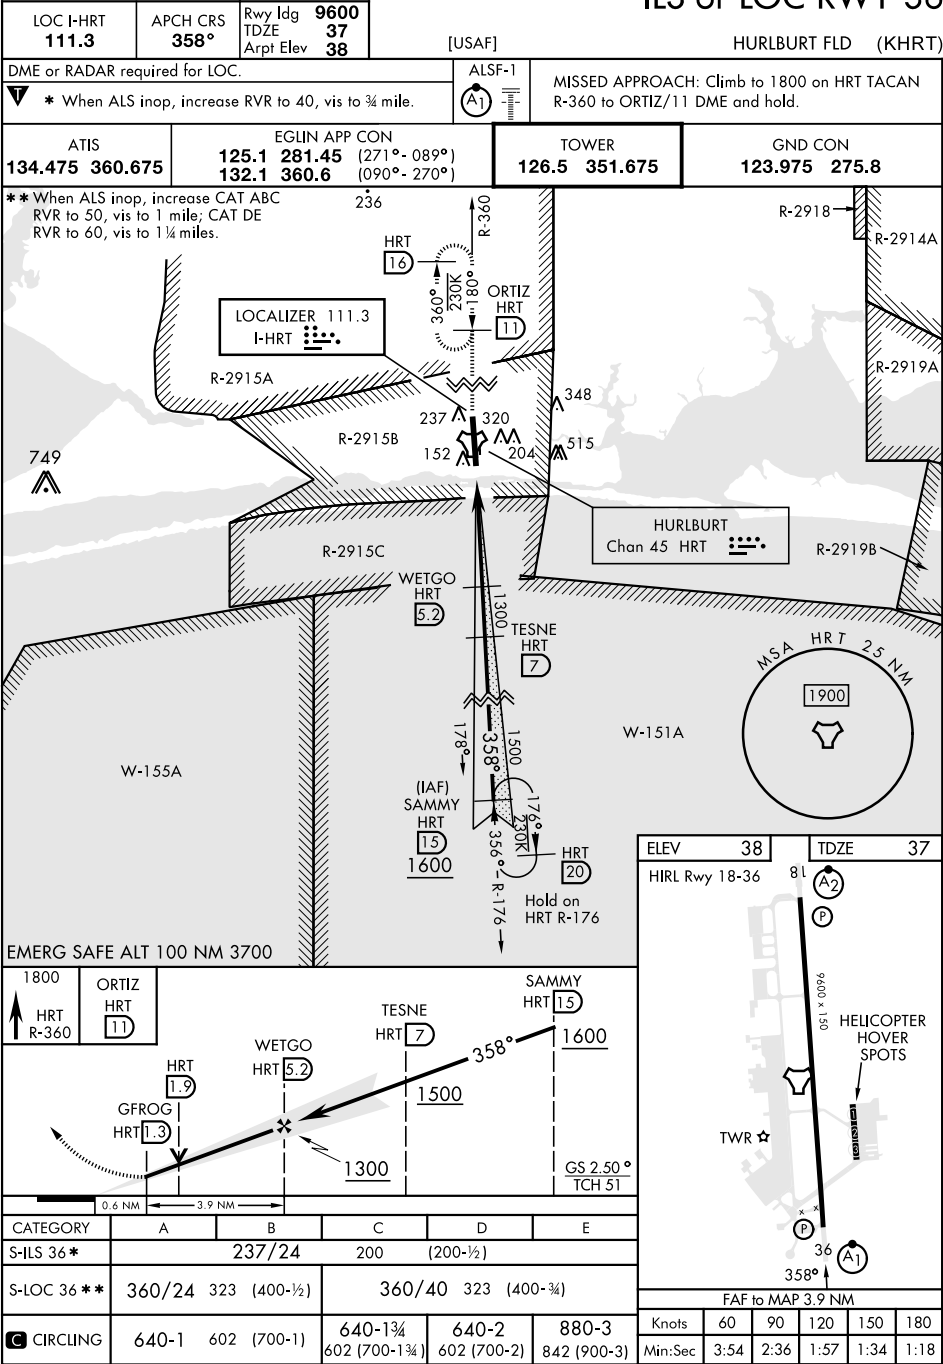 ILS or LOC RWY 36
LOC I-HRT
111.3
APCH CRS
358°
Rwy ldg 9600
TDZE 37
Arpt Elev 38
[USAF]
HURLBURT FLD (KHRT)
DME or RADAR required for LOC.
T * When ALS inop, increase RVR to 40, vis to ¾ mile.
ALSF-1
A1
MISSED APPROACH: Climb to 1800 on HRT TACAN
R-360 to ORTIZ/11 DME and hold.
ATIS
134.475 360.675
EGLIN APP CON
125.1 281.45 (271°- 089°)
132.1 360.6 (090°- 270°)
TOWER
126.5 351.675
GND CON
123.975 275.8
** When ALS inop, increase CAT ABC
RVR to 50, vis to 1 mile; CAT DE
RVR to 60, vis to 1¼ miles.
236
R-360
R-2918
R-2914A
HRT
16
360°
230K
180°
ORTIZ
HRT
11
LOCALIZER 111.3
I-HRT
R-2915A
R-2919A
348
237
320
R-2915B
152
204
515
749
HURLBURT
Chan 45 HRT
R-2915C
R-2919B
WETGO
HRT
5.2
1300
TESNE
HRT
7
MSA HRT 25 NM
1900
W-151A
178°
358°
1500
W-155A
(IAF)
SAMMY
HRT
15
1600
176°
230K
356°
R-176
HRT
20
Hold on
HRT R-176
EMERG SAFE ALT 100 NM 3700
ELEV 38
TDZE 37
HIRL Rwy 18-36
18
A2
P
9600 x 150
HELICOPTER
HOVER
SPOTS
TWR
P
36
A1
358°
1800
HRT
R-360
ORTIZ
HRT
11
SAMMY
HRT 15
1600
TESNE
HRT 7
358°
1500
WETGO
HRT 5.2
HRT
1.9
GFROG
HRT 1.3
1300
GS 2.50°
TCH 51
0.6 NM
3.9 NM
CATEGORY A B C D E
S-ILS 36* 237/24 200 (200-½)
S-LOC 36** 360/24 323 (400-½) 360/40 323 (400-¾)
C CIRCLING 640-1 602 (700-1) 640-1¾ 602 (700-1¾) 640-2 602 (700-2) 880-3 842 (900-3)
FAF to MAP 3.9 NM
Knots 60 90 120 150 180
Min:Sec 3:54 2:36 1:57 1:34 1:18